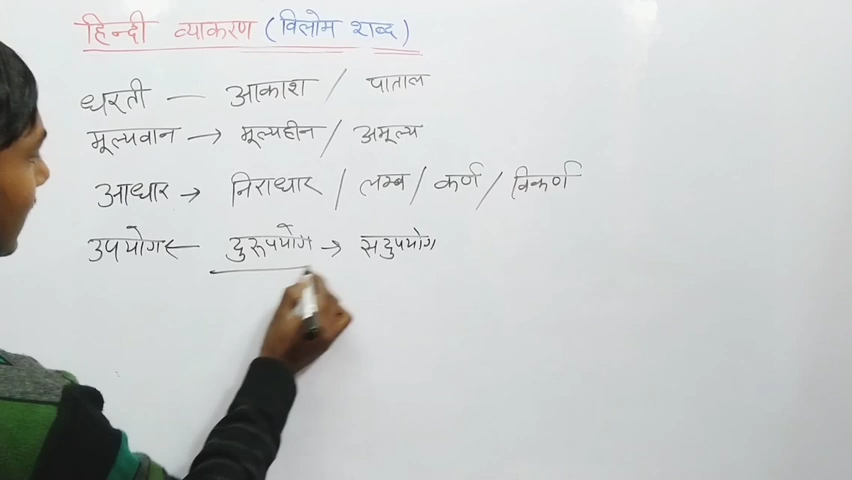 हिन्दी व्याकरण (विलोम शब्द)
धरती — आकाश / पाताल
मूल्यवान → मूल्यहीन / अमूल्य
आधार → निराधार / लम्ब / कर्ण / विकर्ण
उपयोग ← दुरूपयोग → सदुपयोग